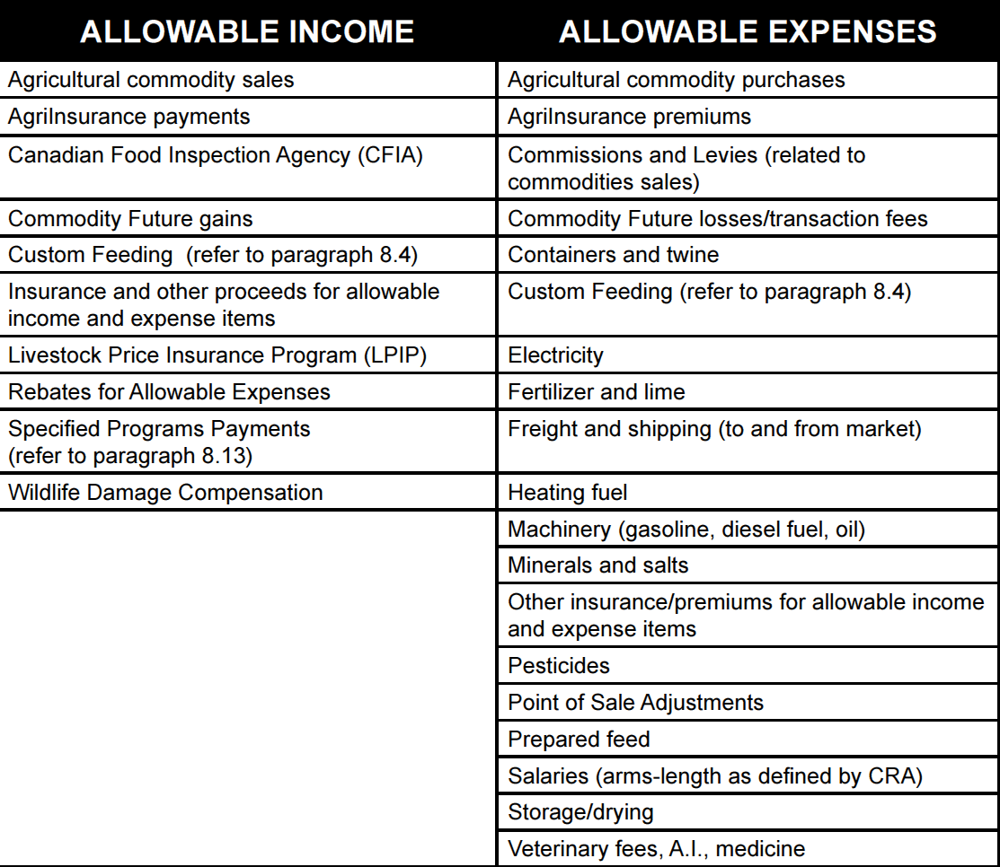 ALLOWABLE INCOME
ALLOWABLE EXPENSES
Agricultural commodity sales
Agricultural commodity purchases
AgriInsurance payments
AgriInsurance premiums
Canadian Food Inspection Agency (CFIA)
Commissions and Levies (related to
commodities sales)
Commodity Future gains
Commodity Future losses/transaction fees
Custom Feeding  (refer to paragraph 8.4)
Containers and twine
Insurance and other proceeds for allowable
income and expense items
Custom Feeding (refer to paragraph 8.4)
Livestock Price Insurance Program (LPIP)
Electricity
Rebates for Allowable Expenses
Fertilizer and lime
Specified Programs Payments
(refer to paragraph 8.13)
Freight and shipping (to and from market)
Wildlife Damage Compensation
Heating fuel
Machinery (gasoline, diesel fuel, oil)
Minerals and salts
Other insurance/premiums for allowable income
and expense items
Pesticides
Point of Sale Adjustments
Prepared feed
Salaries (arms-length as defined by CRA)
Storage/drying
Veterinary fees, A.I., medicine